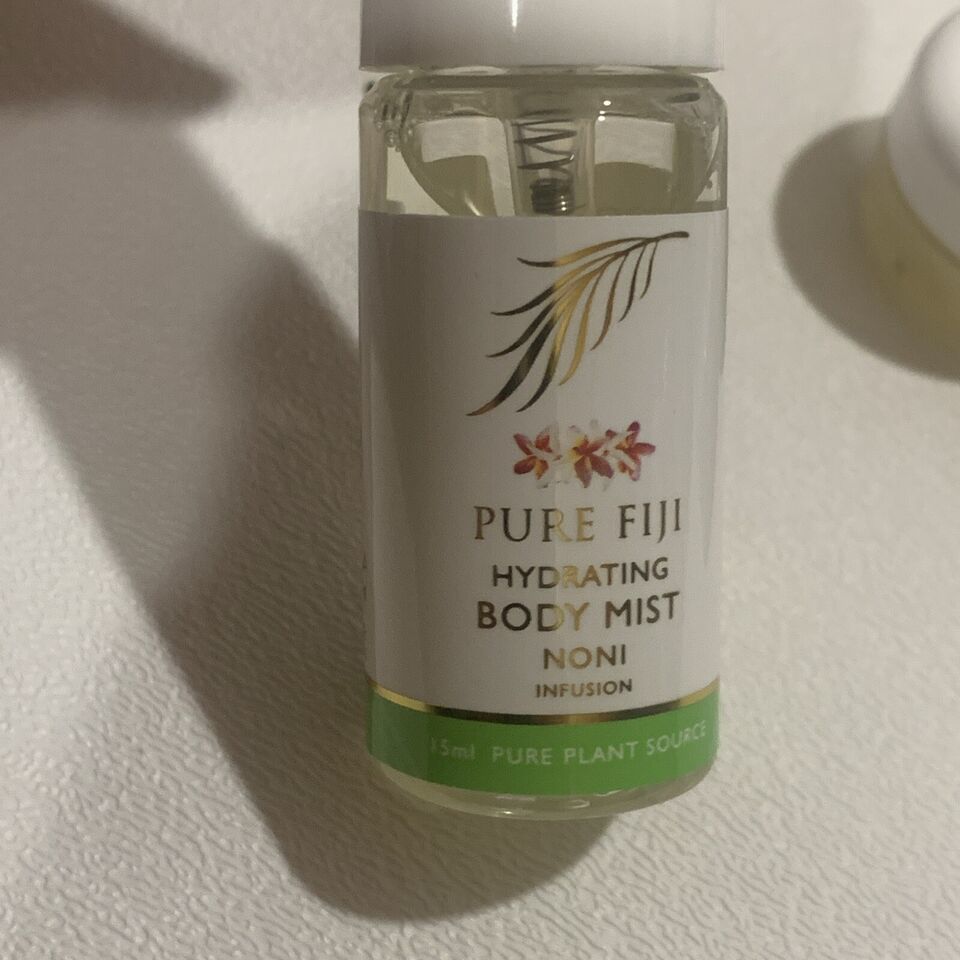 PURE FIJI
HYDRATING
BODY MIST
NONI
INFUSION
PURE PLANT SOURCE